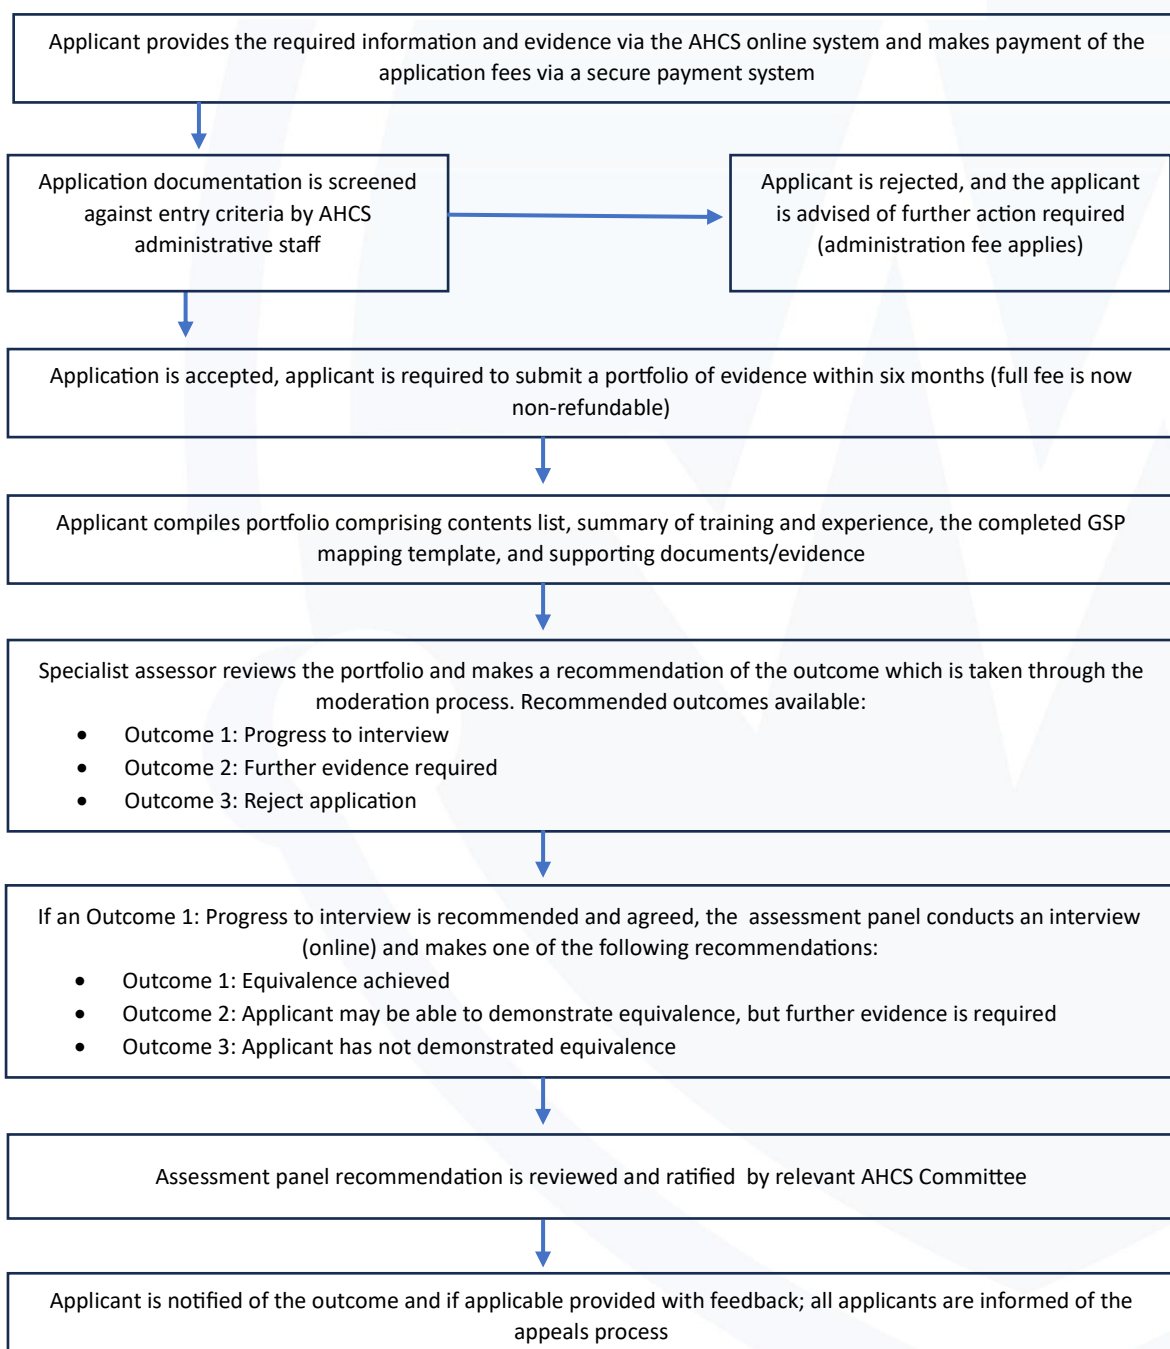 Applicant provides the required information and evidence via the AHCS online system and makes payment of the
application fees via a secure payment system
Application documentation is screened
against entry criteria by AHCS
administrative staff
Applicant is rejected, and the applicant
is advised of further action required
(administration fee applies)
Application is accepted, applicant is required to submit a portfolio of evidence within six months (full fee is now
non-refundable)
Applicant compiles portfolio comprising contents list, summary of training and experience, the completed GSP
mapping template, and supporting documents/evidence
Specialist assessor reviews the portfolio and makes a recommendation of the outcome which is taken through the
moderation process. Recommended outcomes available:
• Outcome 1: Progress to interview
• Outcome 2: Further evidence required
• Outcome 3: Reject application
If an Outcome 1: Progress to interview is recommended and agreed, the  assessment panel conducts an interview
(online) and makes one of the following recommendations:
• Outcome 1: Equivalence achieved
• Outcome 2: Applicant may be able to demonstrate equivalence, but further evidence is required
• Outcome 3: Applicant has not demonstrated equivalence
Assessment panel recommendation is reviewed and ratified  by relevant AHCS Committee
Applicant is notified of the outcome and if applicable provided with feedback; all applicants are informed of the
appeals process